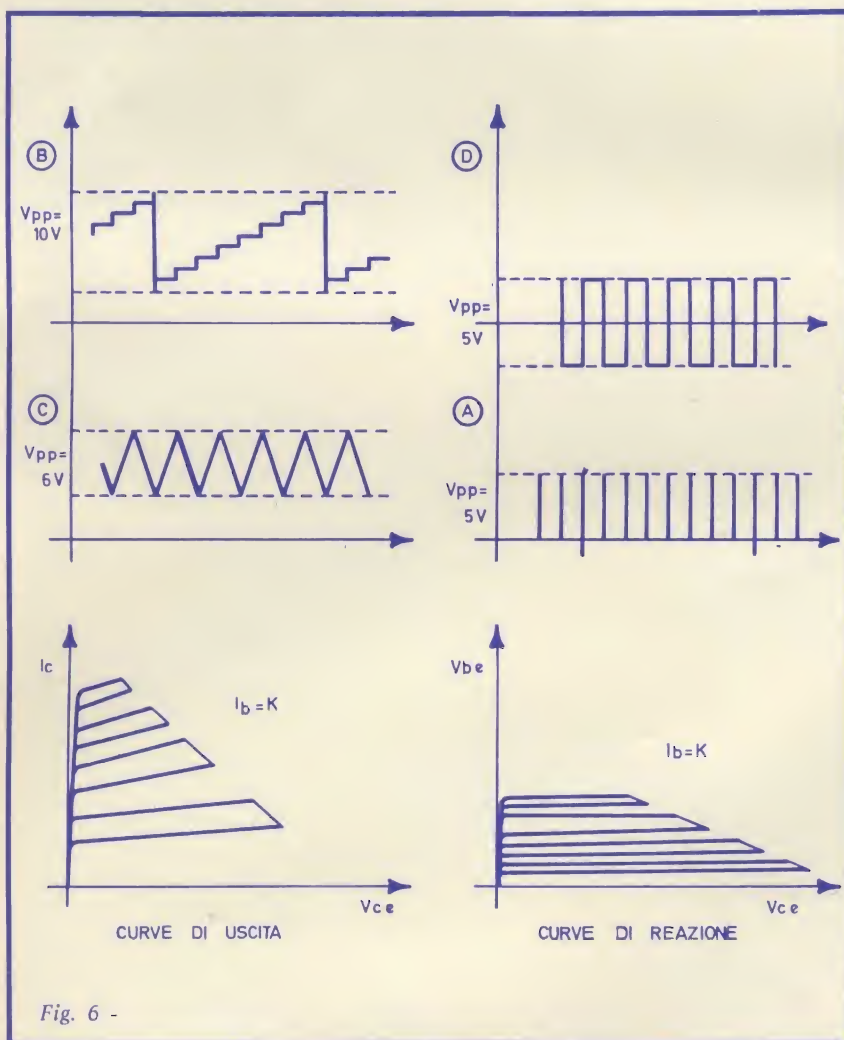 B
Vpp=
10V
D
Vpp=
5V
C
Vpp=
6V
A
Vpp=
5V
Ic
Ib=K
Vce
CURVE DI USCITA
Vbe
Ib=K
Vce
CURVE DI REAZIONE
Fig. 6 -